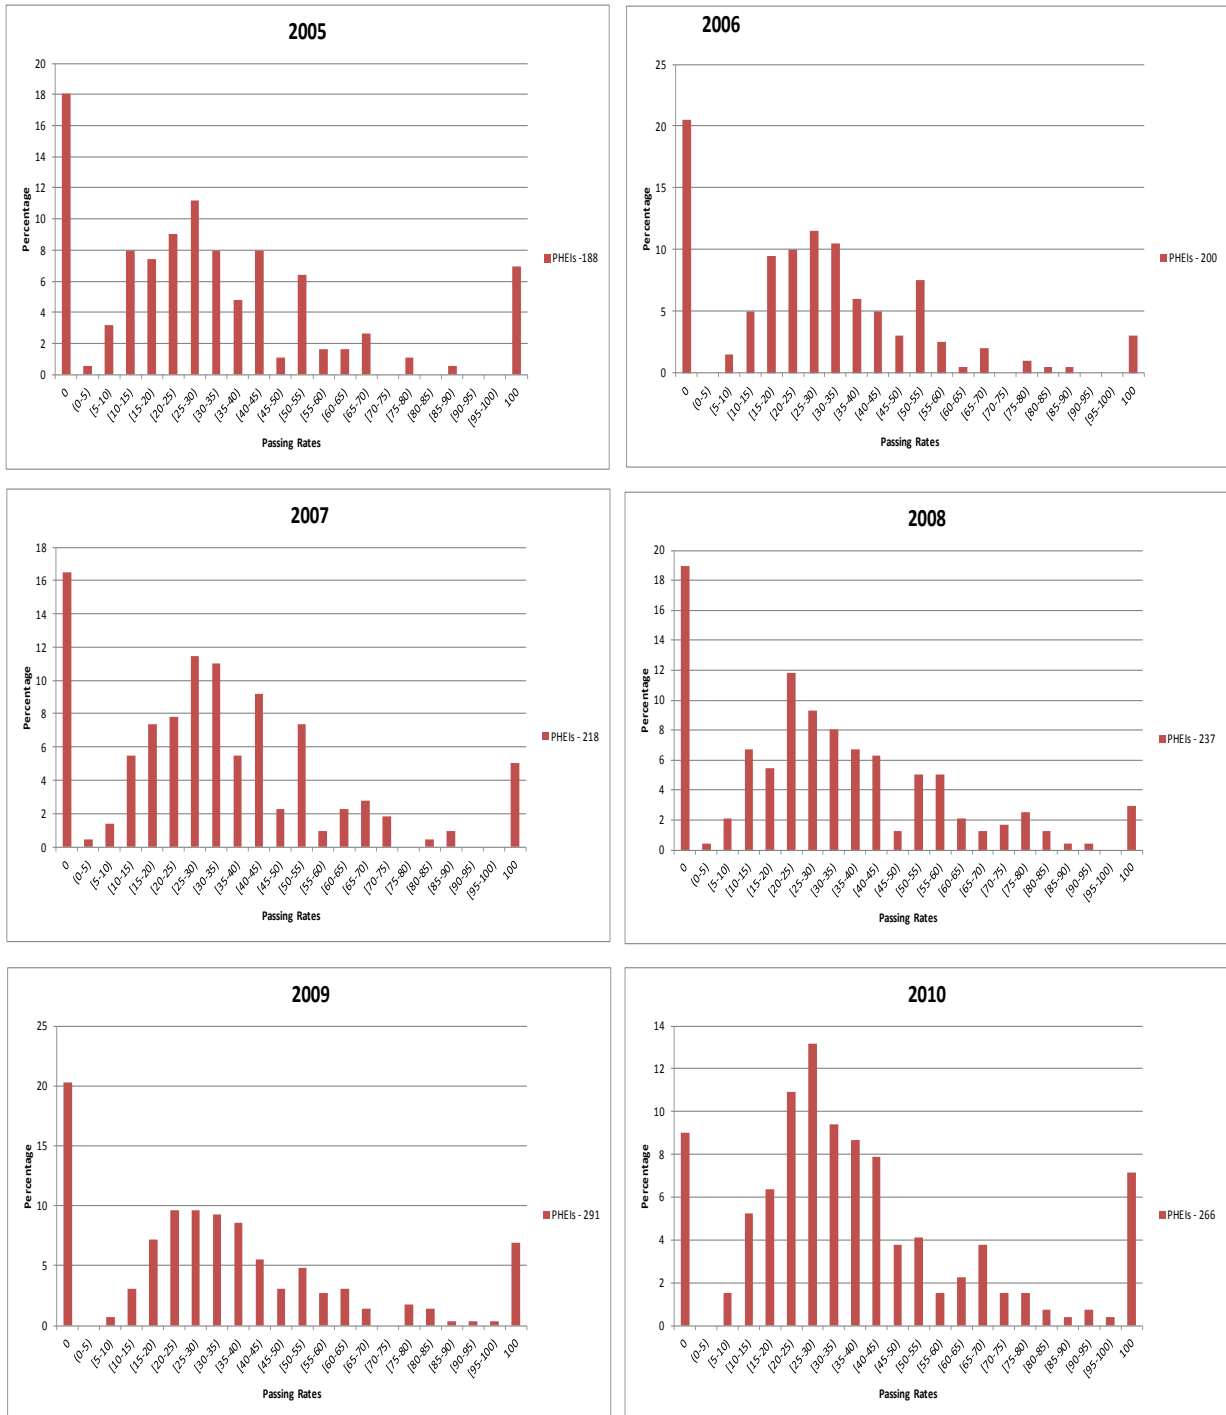 2005
20
18
16
14
12
10
8
6
4
2
0
Percentage
0 (0-5) [5-10) [10-15) [15-20) [20-25) [25-30) [30-35) [35-40) [40-45) [45-50) [50-55) [55-60) [60-65) [65-70) [70-75) [75-80) [80-85) [85-90) [90-95) [95-100) 100
Passing Rates
PHEIs -188
2006
25
20
15
10
5
0
Percentage
0 (0-5) [5-10) [10-15) [15-20) [20-25) [25-30) [30-35) [35-40) [40-45) [45-50) [50-55) [55-60) [60-65) [65-70) [70-75) [75-80) [80-85) [85-90) [90-95) [95-100) 100
Passing Rates
PHEIs - 200
2007
18
16
14
12
10
8
6
4
2
0
Percentage
0 (0-5) [5-10) [10-15) [15-20) [20-25) [25-30) [30-35) [35-40) [40-45) [45-50) [50-55) [55-60) [60-65) [65-70) [70-75) [75-80) [80-85) [85-90) [90-95) [95-100) 100
Passing Rates
PHEIs - 218
2008
20
18
16
14
12
10
8
6
4
2
0
Percentage
0 (0-5) [5-10) [10-15) [15-20) [20-25) [25-30) [30-35) [35-40) [40-45) [45-50) [50-55) [55-60) [60-65) [65-70) [70-75) [75-80) [80-85) [85-90) [90-95) [95-100) 100
Passing Rates
PHEIs - 237
2009
25
20
15
10
5
0
Percentage
0 (0-5) [5-10) [10-15) [15-20) [20-25) [25-30) [30-35) [35-40) [40-45) [45-50) [50-55) [55-60) [60-65) [65-70) [70-75) [75-80) [80-85) [85-90) [90-95) [95-100) 100
Passing Rates
PHEIs - 291
2010
14
12
10
8
6
4
2
0
Percentage
0 (0-5) [5-10) [10-15) [15-20) [20-25) [25-30) [30-35) [35-40) [40-45) [45-50) [50-55) [55-60) [60-65) [65-70) [70-75) [75-80) [80-85) [85-90) [90-95) [95-100) 100
Passing Rates
PHEIs - 266